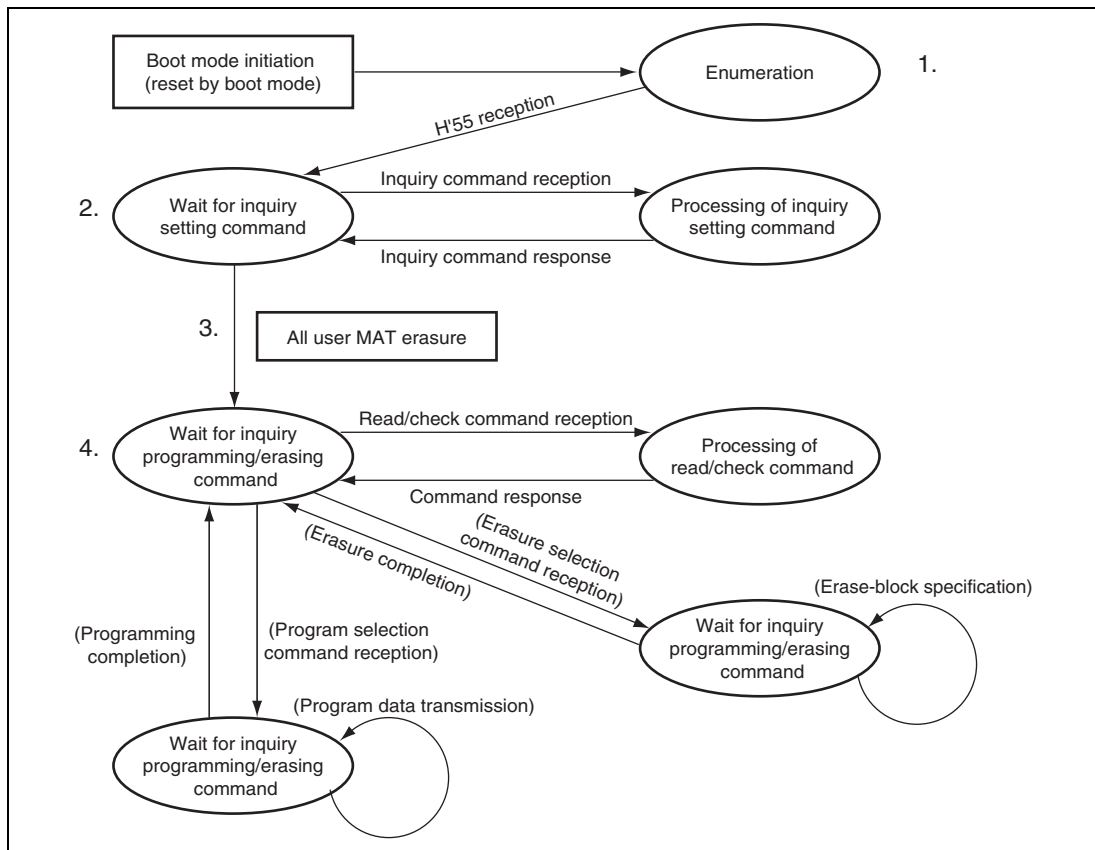 Boot mode initiation
(reset by boot mode)
Enumeration
1.
H'55 reception
2.
Wait for inquiry
setting command
Inquiry command reception
Processing of inquiry
setting command
Inquiry command response
3.
All user MAT erasure
4.
Wait for inquiry
programming/erasing
command
Read/check command reception
Processing of
read/check command
Command response
(Erasure selection
command reception)
(Erasure completion)
(Erase-block specification)
Wait for inquiry
programming/erasing
command
(Programming
completion)
(Program selection
command reception)
(Program data transmission)
Wait for inquiry
programming/erasing
command